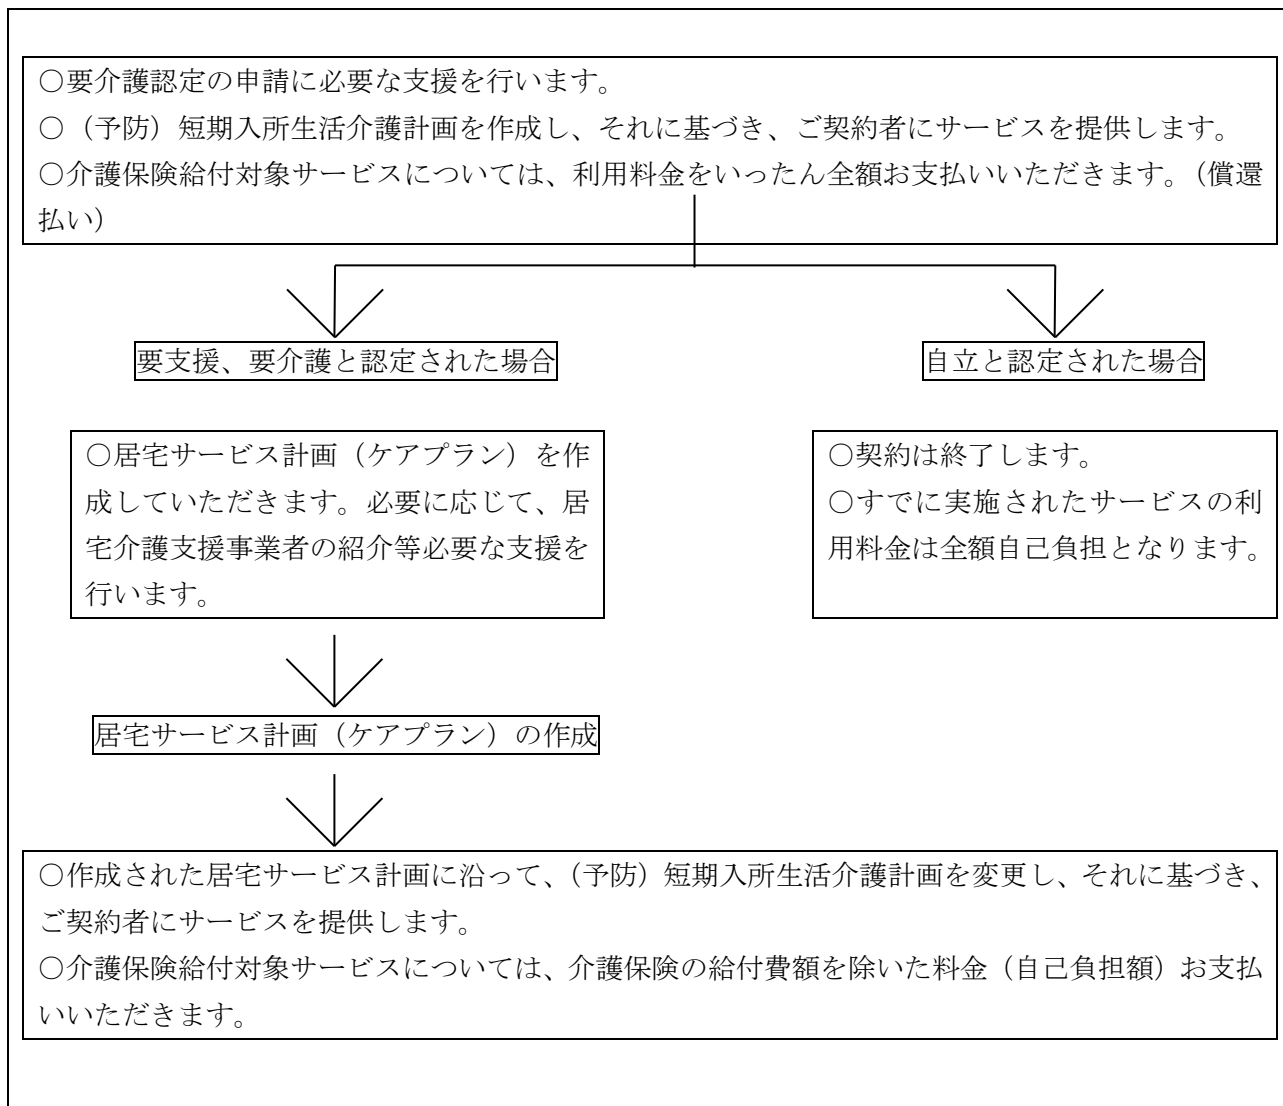 ○要介護認定の申請に必要な支援を行います。
○（予防）短期入所生活介護計画を作成し、それに基づき、ご契約者にサービスを提供します。
○介護保険給付対象サービスについては、利用料金をいったん全額お支払いいただきます。（償還
払い）
要支援、要介護と認定された場合
自立と認定された場合
○居宅サービス計画（ケアプラン）を作
成していただきます。必要に応じて、居
宅介護支援事業者の紹介等必要な支援を
行います。
○契約は終了します。
○すでに実施されたサービスの利
用料金は全額自己負担となります。
居宅サービス計画（ケアプラン）の作成
○作成された居宅サービス計画に沿って、（予防）短期入所生活介護計画を変更し、それに基づき、
ご契約者にサービスを提供します。
○介護保険給付対象サービスについては、介護保険の給付費額を除いた料金（自己負担額）お支払
いいただきます。